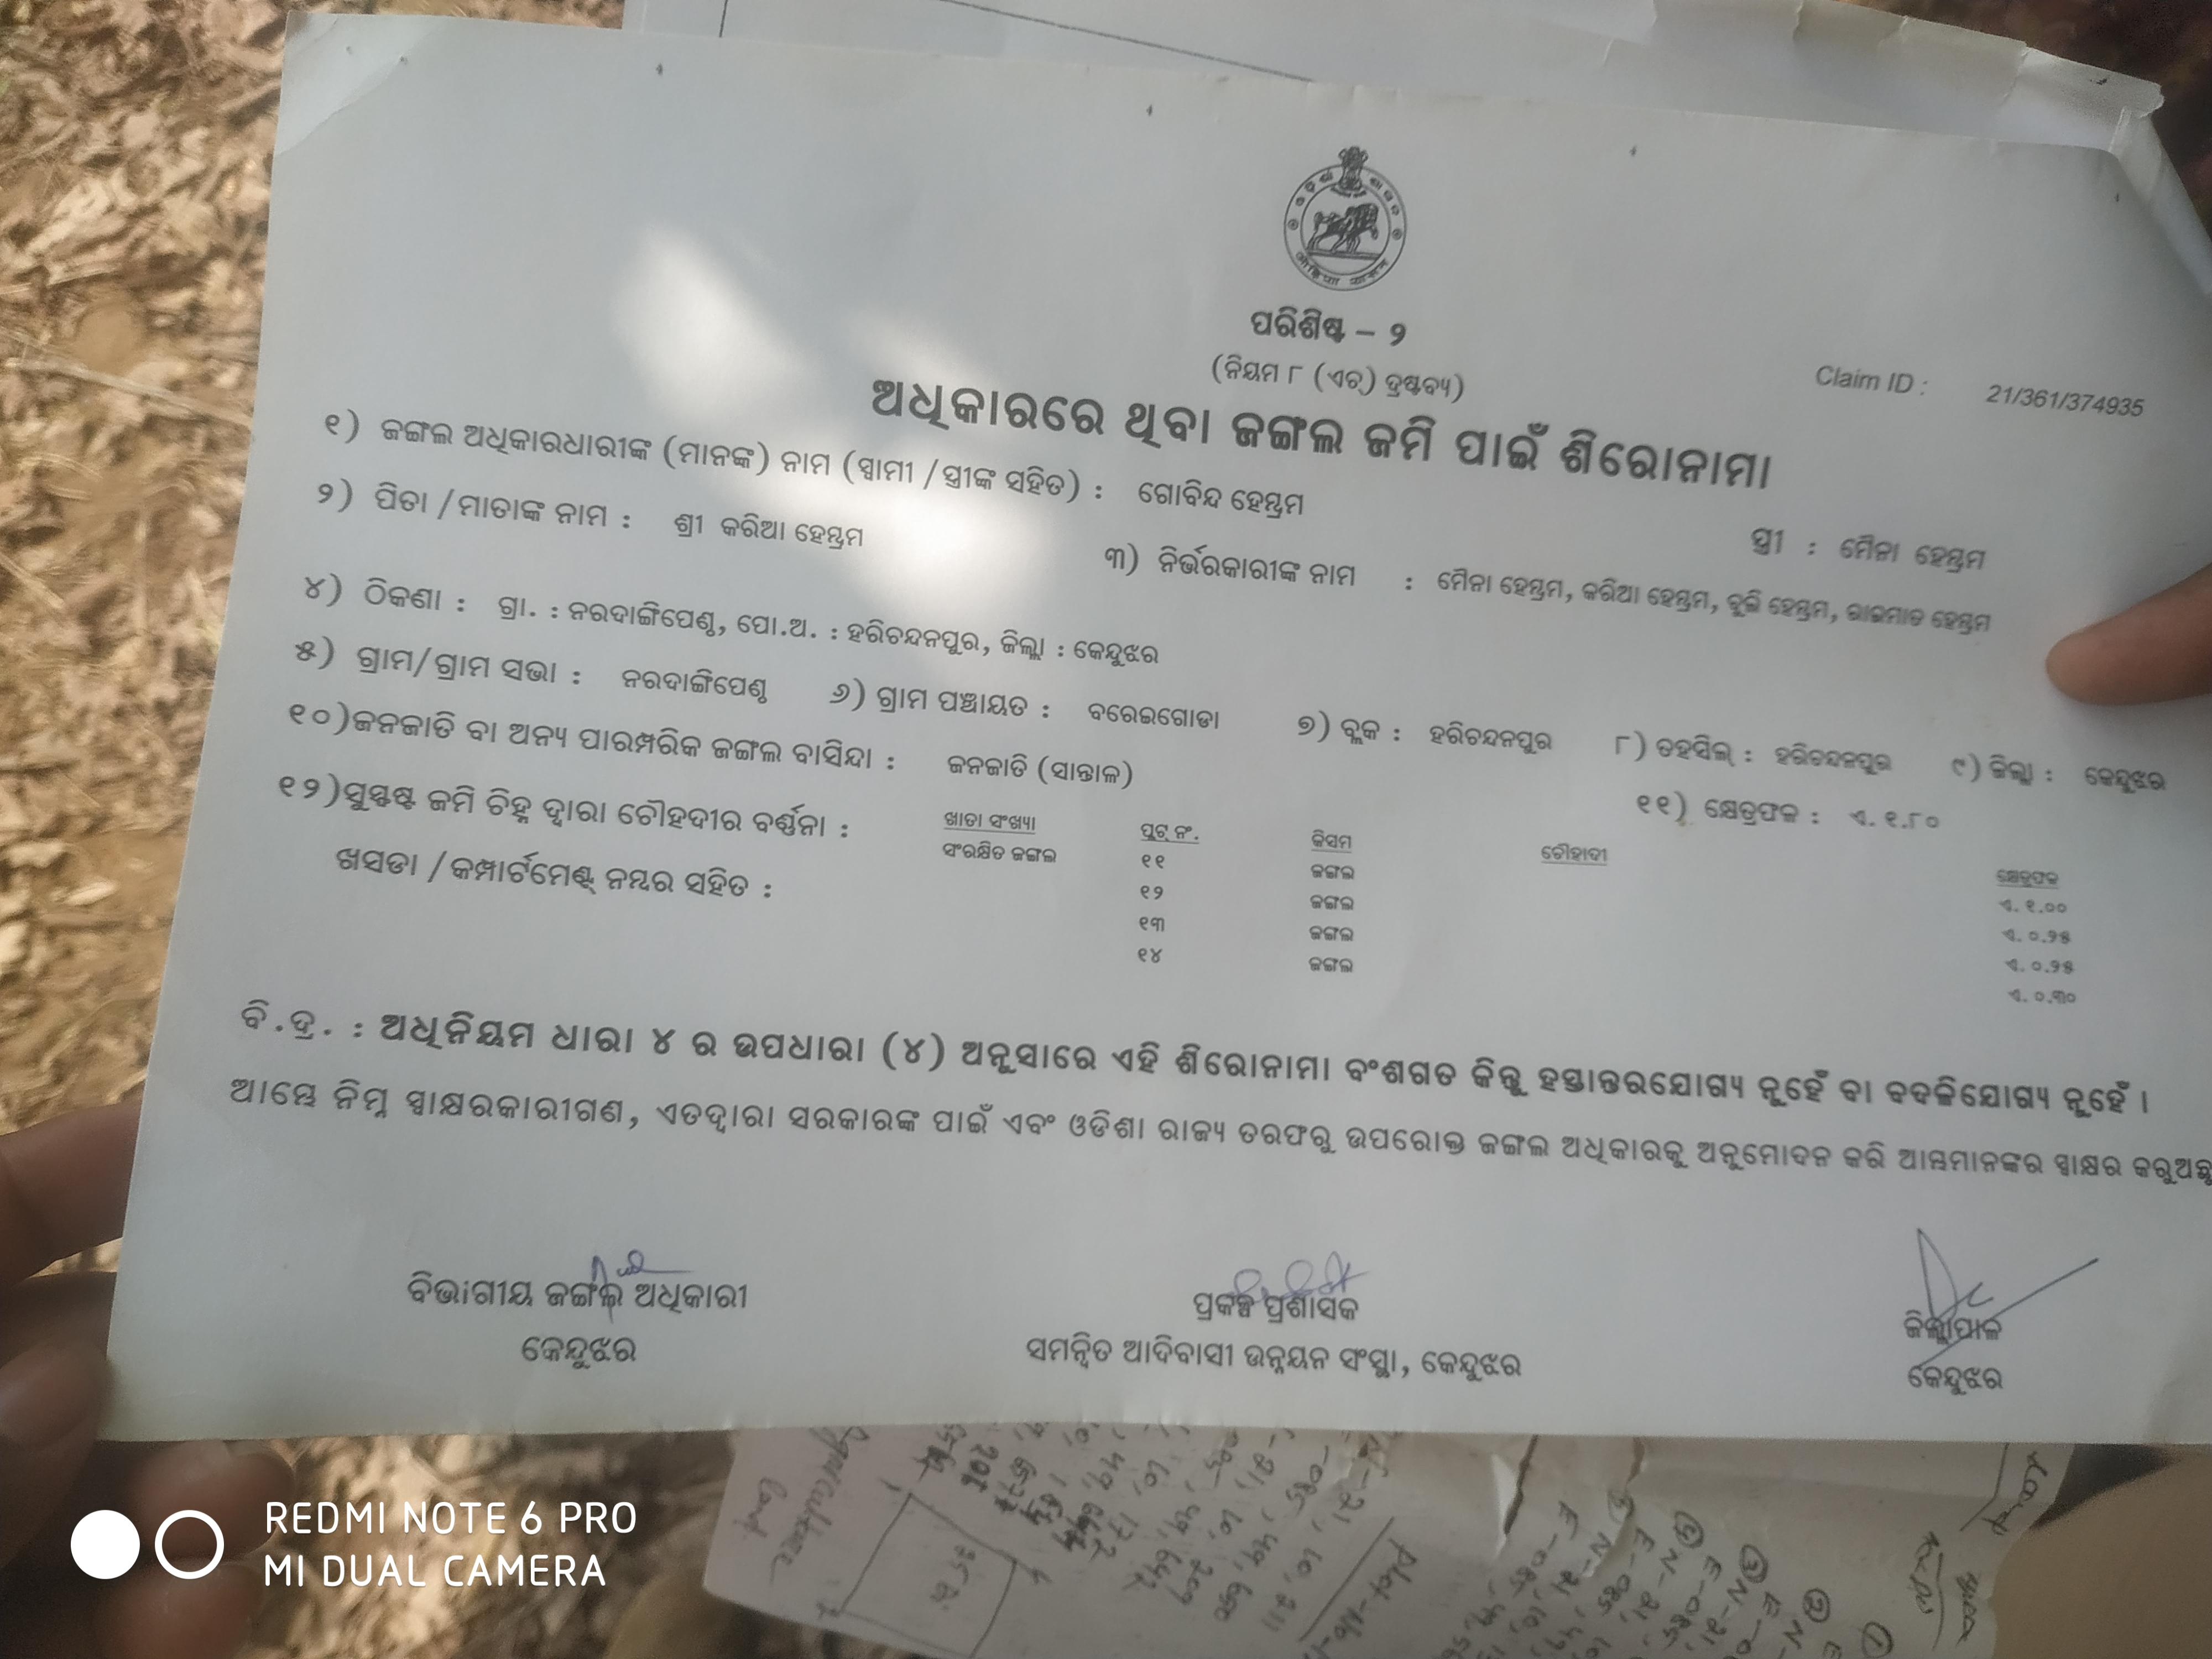 ପରିଶିଷ୍ଟ – ୨
(ନିୟମ ୮ (ଏଚ୍) ଦ୍ରଷ୍ଟବ୍ୟ)
Claim ID : 21/361/374935
ଅଧିକାରରେ ଥିବା ଜଙ୍ଗଲ ଜମି ପାଇଁ ଶିରୋନାମା
୧) ଜଙ୍ଗଲ ଅଧିକାରଧାରୀଙ୍କ (ମାନଙ୍କ) ନାମ (ସ୍ୱାମୀ /ସ୍ତ୍ରୀଙ୍କ ସହିତ) : ଗୋବିନ୍ଦ ହେମ୍ବ୍ରମ ସ୍ତ୍ରୀ : ମୈନା ହେମ୍ବ୍ରମ
୨) ପିତା /ମାତାଙ୍କ ନାମ : ଶ୍ରୀ କରିଆ ହେମ୍ବ୍ରମ ୩) ନିର୍ଭରକାରୀଙ୍କ ନାମ : ମୈନା ହେମ୍ବ୍ରମ, କରିଆ ହେମ୍ବ୍ରମ, ବୁଲି ହେମ୍ବ୍ରମ, ହେମ୍ବ୍ରମ
୪) ଠିକଣା : ଗ୍ରା. : ନରଦାଙ୍ଗିପେଣ୍ଠ, ପୋ.ଅ. : ହରିଚନ୍ଦନପୁର, ଜିଲ୍ଲା : କେନ୍ଦୁଝର
୫) ଗ୍ରାମ/ଗ୍ରାମ ସଭା : ନରଦାଙ୍ଗିପେଣ୍ଠ ୬) ଗ୍ରାମ ପଞ୍ଚାୟତ : ବରେଇଗୋଡା ୭) ବ୍ଲକ : ହରିଚନ୍ଦନପୁର ୮) ତହସିଲ୍ : ହରିଚନ୍ଦନପୁର ୯) ଜିଲ୍ଲା : କେନ୍ଦୁଝର
୧୦)ଜନଜାତି ବା ଅନ୍ୟ ପାରମ୍ପରିକ ଜଙ୍ଗଲ ବାସିନ୍ଦା : ଜନଜାତି (ସାନ୍ତାଳ) ୧୧) କ୍ଷେତ୍ରଫଳ : ଏ. ୧.୮୦
୧୨)ସୁସ୍ପଷ୍ଟ ଜମି ଚିହ୍ନ ଦ୍ୱାରା ଚୌହଦୀର ବର୍ଣ୍ଣନା : ଖାତା ସଂଖ୍ୟା ପ୍ଲଟ୍ ନଂ. କିସମ ଚୌହାଦୀ କ୍ଷେତ୍ରଫଳ
ଖସଡା /କମ୍ପାର୍ଟମେଣ୍ଟ୍ ନମ୍ବର ସହିତ : ସଂରକ୍ଷିତ ଜଙ୍ଗଲ ୧୧ ଜଙ୍ଗଲ ଏ. ୧.୦୦
୧୨ ଜଙ୍ଗଲ ଏ. ୦.୨୫
୧୩ ଜଙ୍ଗଲ ଏ. ୦.୨୫
୧୪ ଜଙ୍ଗଲ ଏ. ୦.୩୦
ବି.ଦ୍ର. : ଅଧିନିୟମ ଧାରା ୪ ର ଉପଧାରା (୪) ଅନୁସାରେ ଏହି ଶିରୋନାମା ବଂଶଗତ କିନ୍ତୁ ହସ୍ତାନ୍ତରଯୋଗ୍ୟ ନୁହେଁ ବା ବଦଳିଯୋଗ୍ୟ ନୁହେଁ ।
ଆମ୍ଭେ ନିମ୍ନ ସ୍ୱାକ୍ଷରକାରୀଗଣ, ଏତଦ୍ୱାରା ସରକାରଙ୍କ ପାଇଁ ଏବଂ ଓଡିଶା ରାଜ୍ୟ ତରଫରୁ ଉପରୋକ୍ତ ଜଙ୍ଗଲ ଅଧିକାରକୁ ଅନୁମୋଦନ କରି ଆମ୍ଭମାନଙ୍କର ସ୍ୱାକ୍ଷର
ବିଭାଗୀୟ ଜଙ୍ଗଲ ଅଧିକାରୀ ପ୍ରକଳ୍ପ ପ୍ରଶାସକ ଜିଲ୍ଲାପାଳ
କେନ୍ଦୁଝର ସମନ୍ୱିତ ଆଦିବାସୀ ଉନ୍ନୟନ ସଂସ୍ଥା, କେନ୍ଦୁଝର କେନ୍ଦୁଝର
REDMI NOTE 6 PRO
MI DUAL CAMERA